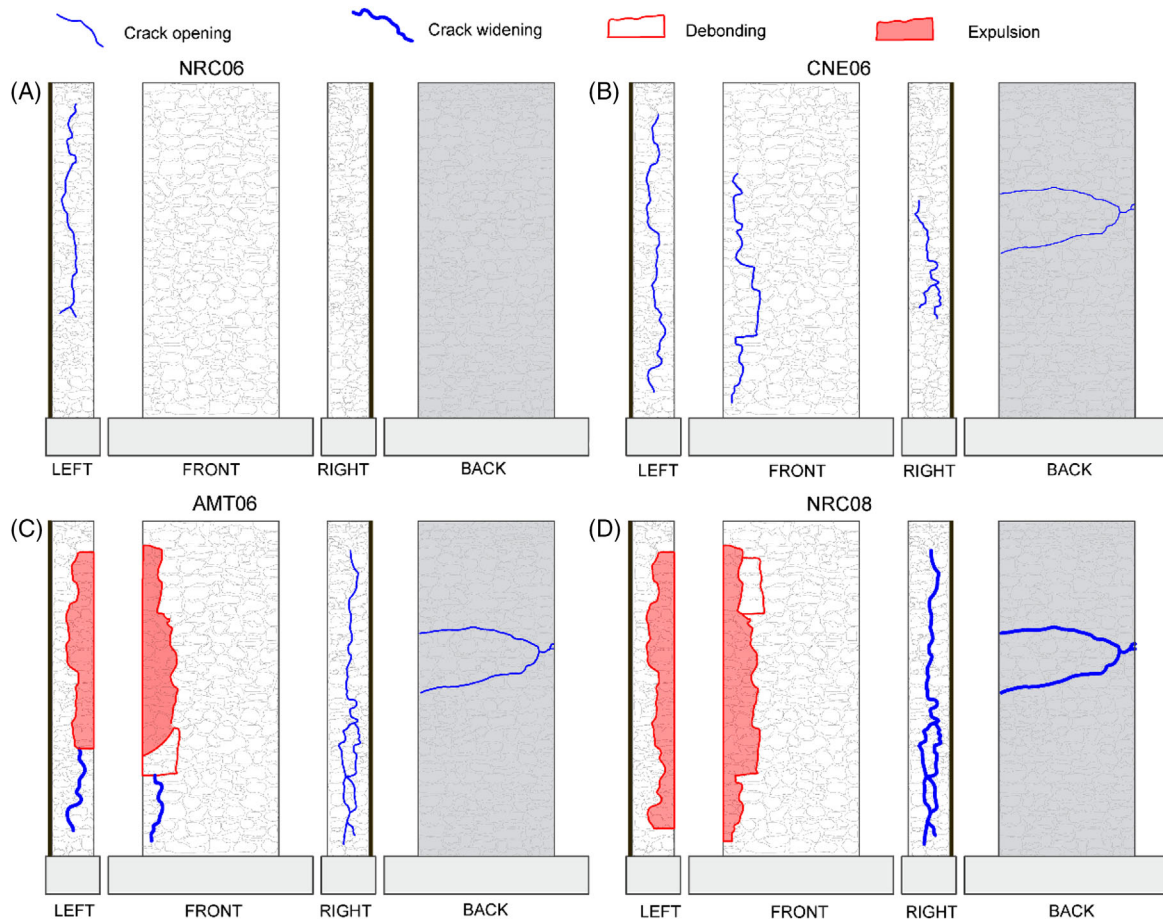 Crack opening Crack widening Debonding Expulsion
(A) NRC06 (B) CNE06
LEFT FRONT RIGHT BACK LEFT FRONT RIGHT BACK
(C) AMT06 (D) NRC08
LEFT FRONT RIGHT BACK LEFT FRONT RIGHT BACK